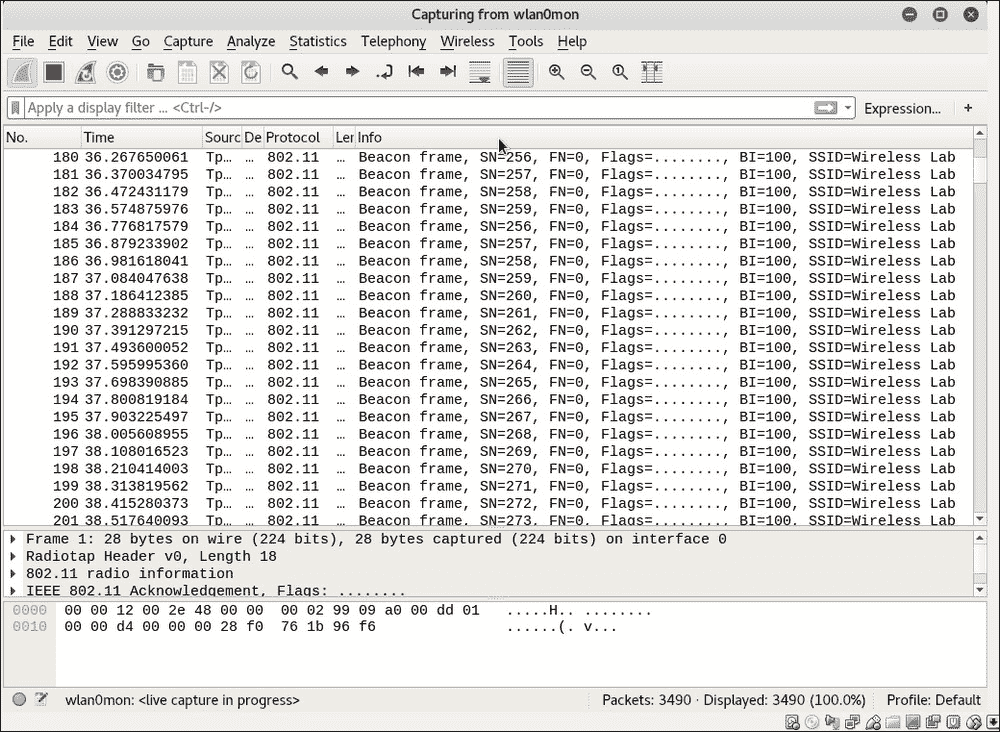 Capturing from wlan0mon
File Edit View Go Capture Analyze Statistics Telephony Wireless Tools Help
Apply a display filter ... <Ctrl-/> Expression... +
No. Time Sourc De Protocol Ler Info
180 36.267650061 Tp… … 802.11 … Beacon frame, SN=256, FN=0, Flags=........, BI=100, SSID=Wireless Lab
181 36.370034795 Tp… … 802.11 … Beacon frame, SN=257, FN=0, Flags=........, BI=100, SSID=Wireless Lab
182 36.472431179 Tp… … 802.11 … Beacon frame, SN=258, FN=0, Flags=........, BI=100, SSID=Wireless Lab
183 36.574875976 Tp… … 802.11 … Beacon frame, SN=259, FN=0, Flags=........, BI=100, SSID=Wireless Lab
184 36.776817579 Tp… … 802.11 … Beacon frame, SN=256, FN=0, Flags=........, BI=100, SSID=Wireless Lab
185 36.879233902 Tp… … 802.11 … Beacon frame, SN=257, FN=0, Flags=........, BI=100, SSID=Wireless Lab
186 36.981618041 Tp… … 802.11 … Beacon frame, SN=258, FN=0, Flags=........, BI=100, SSID=Wireless Lab
187 37.084047638 Tp… … 802.11 … Beacon frame, SN=259, FN=0, Flags=........, BI=100, SSID=Wireless Lab
188 37.186412385 Tp… … 802.11 … Beacon frame, SN=260, FN=0, Flags=........, BI=100, SSID=Wireless Lab
189 37.288833232 Tp… … 802.11 … Beacon frame, SN=261, FN=0, Flags=........, BI=100, SSID=Wireless Lab
190 37.391297215 Tp… … 802.11 … Beacon frame, SN=262, FN=0, Flags=........, BI=100, SSID=Wireless Lab
191 37.493600052 Tp… … 802.11 … Beacon frame, SN=263, FN=0, Flags=........, BI=100, SSID=Wireless Lab
192 37.595995360 Tp… … 802.11 … Beacon frame, SN=264, FN=0, Flags=........, BI=100, SSID=Wireless Lab
193 37.698390885 Tp… … 802.11 … Beacon frame, SN=265, FN=0, Flags=........, BI=100, SSID=Wireless Lab
194 37.800819184 Tp… … 802.11 … Beacon frame, SN=266, FN=0, Flags=........, BI=100, SSID=Wireless Lab
195 37.903225497 Tp… … 802.11 … Beacon frame, SN=267, FN=0, Flags=........, BI=100, SSID=Wireless Lab
196 38.005608955 Tp… … 802.11 … Beacon frame, SN=268, FN=0, Flags=........, BI=100, SSID=Wireless Lab
197 38.108016523 Tp… … 802.11 … Beacon frame, SN=269, FN=0, Flags=........, BI=100, SSID=Wireless Lab
198 38.210414003 Tp… … 802.11 … Beacon frame, SN=270, FN=0, Flags=........, BI=100, SSID=Wireless Lab
199 38.313819562 Tp… … 802.11 … Beacon frame, SN=271, FN=0, Flags=........, BI=100, SSID=Wireless Lab
200 38.415280373 Tp… … 802.11 … Beacon frame, SN=272, FN=0, Flags=........, BI=100, SSID=Wireless Lab
201 38.517640093 Tp… … 802.11 … Beacon frame, SN=273, FN=0, Flags=........, BI=100, SSID=Wireless Lab
Frame 1: 28 bytes on wire (224 bits), 28 bytes captured (224 bits) on interface 0
Radiotap Header v0, Length 18
802.11 radio information
IEEE 802.11 Acknowledgement, Flags: ........
0000 00 00 12 00 2e 48 00 00 00 02 99 09 a0 00 dd 01 .....H.. ........
0010 00 00 d4 00 00 00 28 f0 76 1b 96 f6 ......(. v...
wlan0mon: <live capture in progress> Packets: 3490 · Displayed: 3490 (100.0%) Profile: Default